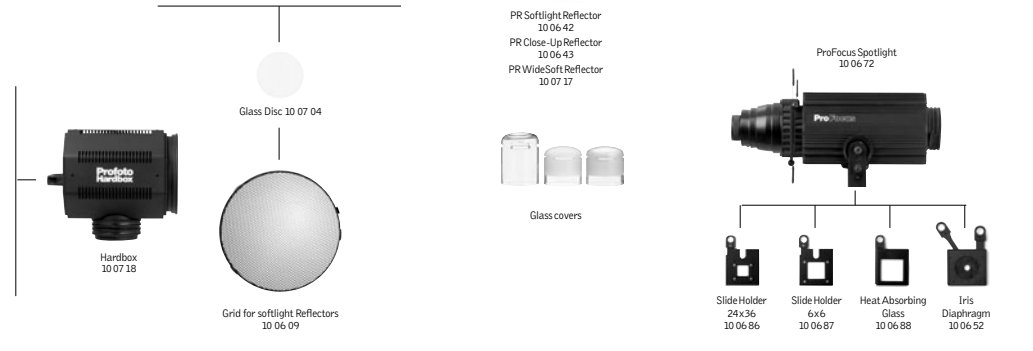 PR Softlight Reflector
10 06 42
PR Close-Up Reflector
10 06 43
PR WideSoft Reflector
10 07 17
ProFocus Spotlight
10 06 72
Glass Disc 10 07 04
ProFocus
Profoto
Hardbox
Glass covers
Hardbox
10 07 18
Grid for softlight Reflectors
10 06 09
Slide Holder
24x36
10 06 86
Slide Holder
6x6
10 06 87
Heat Absorbing
Glass
10 06 88
Iris
Diaphragm
10 06 52